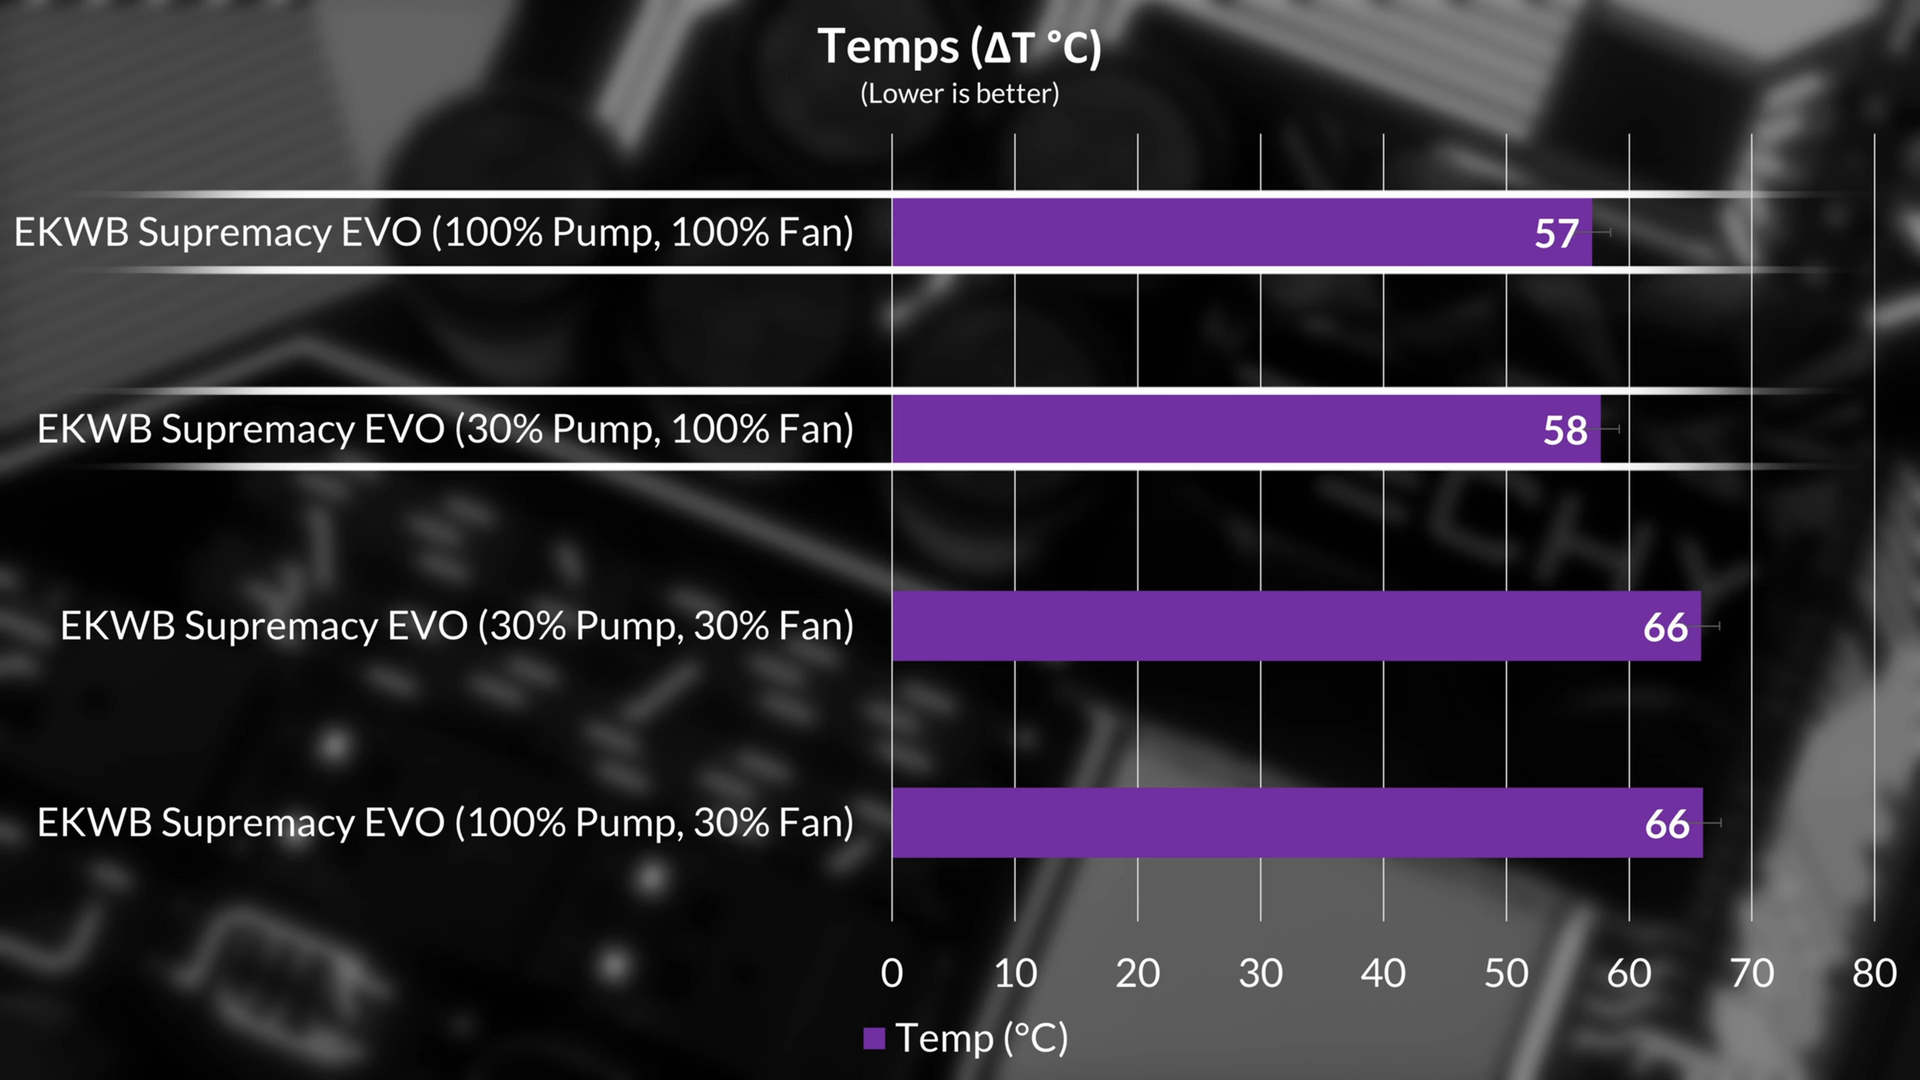 Temps (ΔT °C)
(Lower is better)
EKWB Supremacy EVO (100% Pump, 100% Fan)
57
EKWB Supremacy EVO (30% Pump, 100% Fan)
58
EKWB Supremacy EVO (30% Pump, 30% Fan)
66
EKWB Supremacy EVO (100% Pump, 30% Fan)
66
0 10 20 30 40 50 60 70 80
Temp (°C)